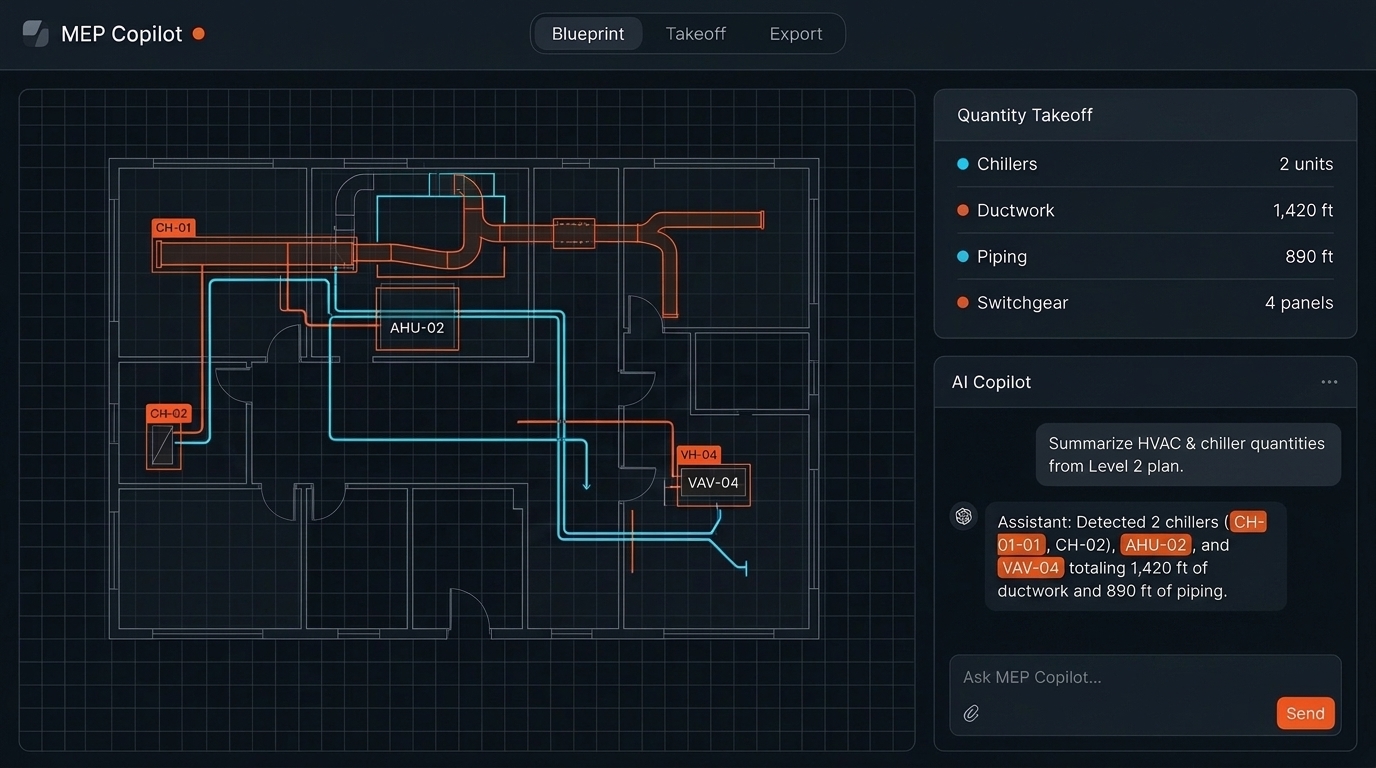 MEP Copilot
Blueprint
Takeoff
Export
CH-01
AHU-02
CH-02
VH-04
VAV-04
Quantity Takeoff
Chillers 2 units
Ductwork 1,420 ft
Piping 890 ft
Switchgear 4 panels
AI Copilot
Summarize HVAC & chiller quantities
from Level 2 plan.
Assistant: Detected 2 chillers (CH-
01-01, CH-02), AHU-02, and
VAV-04 totaling 1,420 ft of
ductwork and 890 ft of piping.
Ask MEP Copilot...
Send